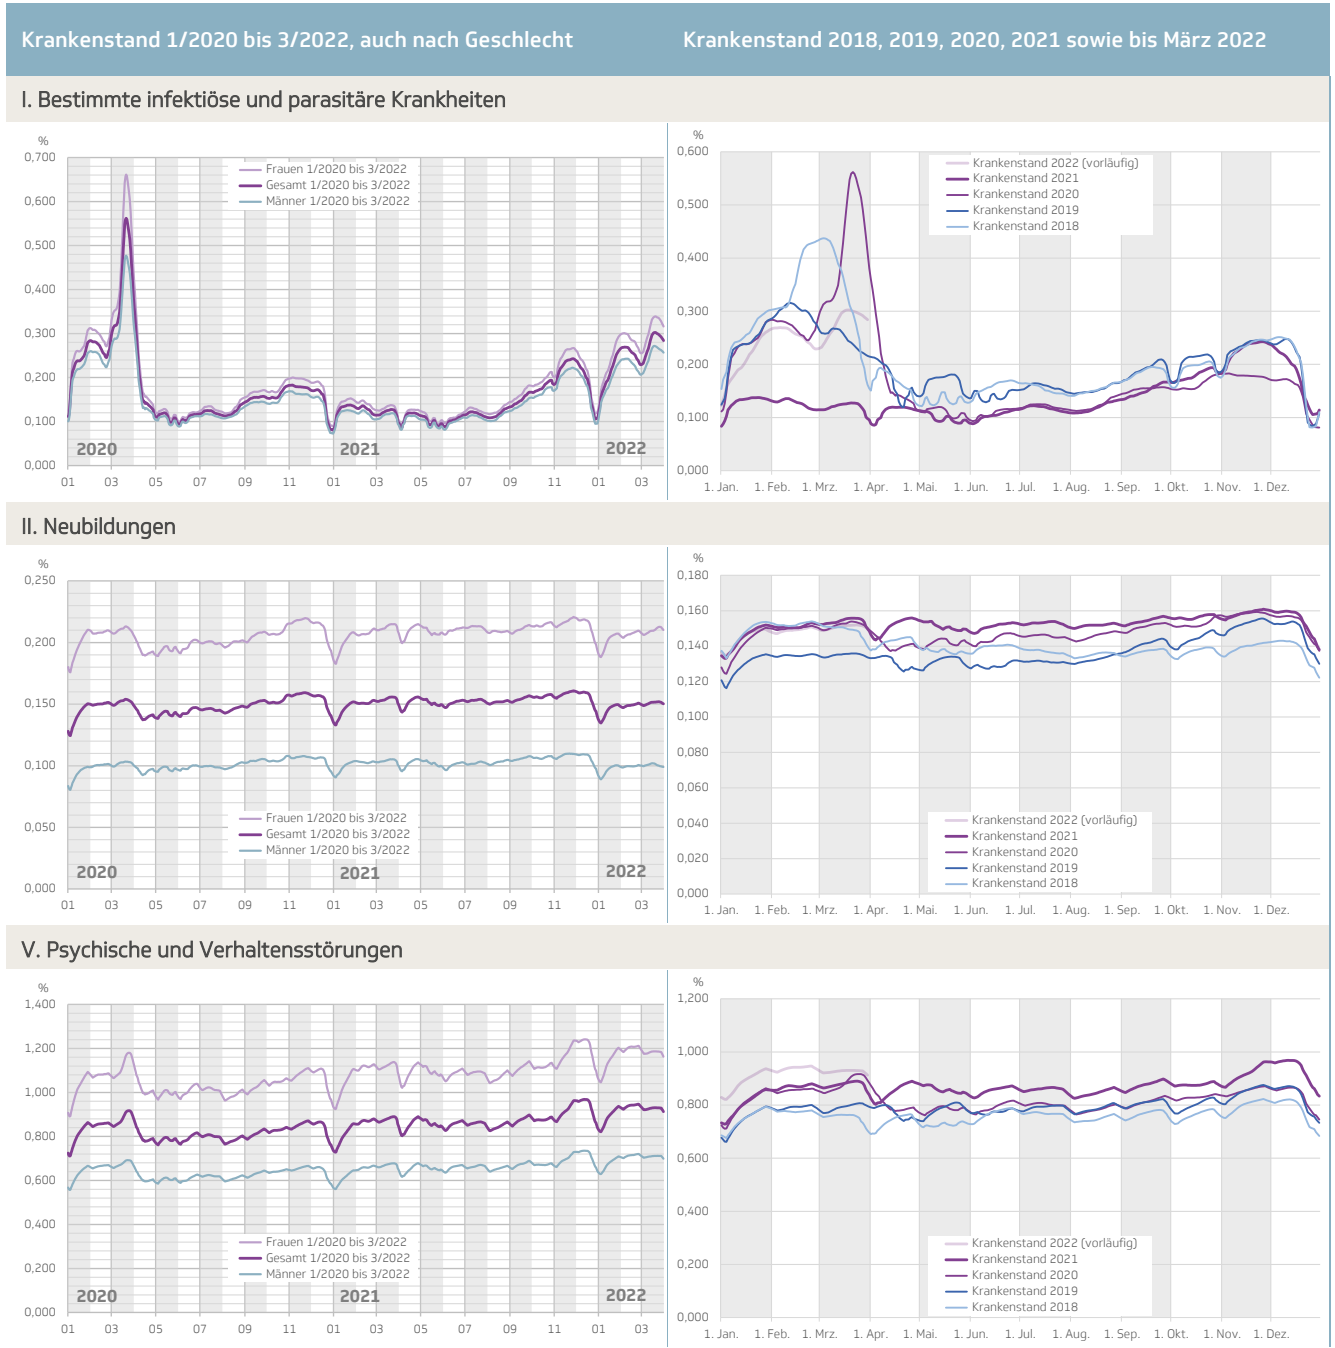 Krankenstand 1/2020 bis 3/2022, auch nach Geschlecht
Krankenstand 2018, 2019, 2020, 2021 sowie bis März 2022
I. Bestimmte infektiöse und parasitäre Krankheiten
%
0,700
0,600
0,500
0,400
0,300
0,200
0,100
0,000
Frauen 1/2020 bis 3/2022
Gesamt 1/2020 bis 3/2022
Männer 1/2020 bis 3/2022
2020
2021
2022
01 03 05 07 09 11 01 03 05 07 09 11 01 03
%
0,600
0,500
0,400
0,300
0,200
0,100
0,000
Krankenstand 2022 (vorläufig)
Krankenstand 2021
Krankenstand 2020
Krankenstand 2019
Krankenstand 2018
1. Jan. 1. Feb. 1. Mrz. 1. Apr. 1. Mai. 1. Jun. 1. Jul. 1. Aug. 1. Sep. 1. Okt. 1. Nov. 1. Dez.
II. Neubildungen
%
0,250
0,200
0,150
0,100
0,050
0,000
Frauen 1/2020 bis 3/2022
Gesamt 1/2020 bis 3/2022
Männer 1/2020 bis 3/2022
2020
2021
2022
01 03 05 07 09 11 01 03 05 07 09 11 01 03
%
0,180
0,160
0,140
0,120
0,100
0,080
0,060
0,040
0,020
0,000
Krankenstand 2022 (vorläufig)
Krankenstand 2021
Krankenstand 2020
Krankenstand 2019
Krankenstand 2018
1. Jan. 1. Feb. 1. Mrz. 1. Apr. 1. Mai. 1. Jun. 1. Jul. 1. Aug. 1. Sep. 1. Okt. 1. Nov. 1. Dez.
V. Psychische und Verhaltensstörungen
%
1,400
1,200
1,000
0,800
0,600
0,400
0,200
0,000
Frauen 1/2020 bis 3/2022
Gesamt 1/2020 bis 3/2022
Männer 1/2020 bis 3/2022
2020
2021
2022
01 03 05 07 09 11 01 03 05 07 09 11 01 03
%
1,200
1,000
0,800
0,600
0,400
0,200
0,000
Krankenstand 2022 (vorläufig)
Krankenstand 2021
Krankenstand 2020
Krankenstand 2019
Krankenstand 2018
1. Jan. 1. Feb. 1. Mrz. 1. Apr. 1. Mai. 1. Jun. 1. Jul. 1. Aug. 1. Sep. 1. Okt. 1. Nov. 1. Dez.